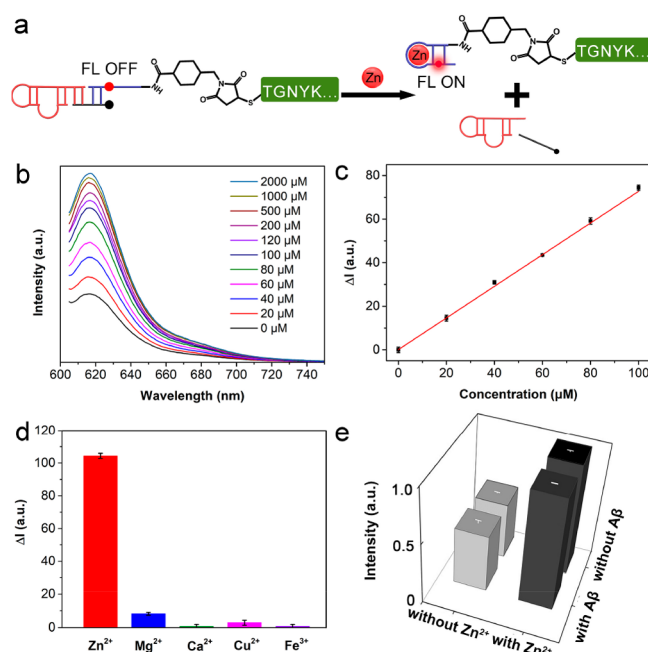 a
FL OFF
O
NH
O
N
O
S
TGNYK...
Zn
Zn
FL ON
O
NH
O
N
O
S
TGNYK...
+
b
Intensity (a.u.)
2000 μM
1000 μM
500 μM
200 μM
120 μM
100 μM
80 μM
60 μM
40 μM
20 μM
0 μM
600 620 640 660 680 700 720 740
Wavelength (nm)
c
ΔI (a.u.)
80
60
40
20
0
0 20 40 60 80 100
Concentration (μM)
d
ΔI (a.u.)
120
100
80
60
40
20
0
Zn²⁺ Mg²⁺ Ca²⁺ Cu²⁺ Fe³⁺
e
Intensity (a.u.)
1.0
0.5
0
without Zn²⁺ with Zn²⁺
with Aβ without Aβ